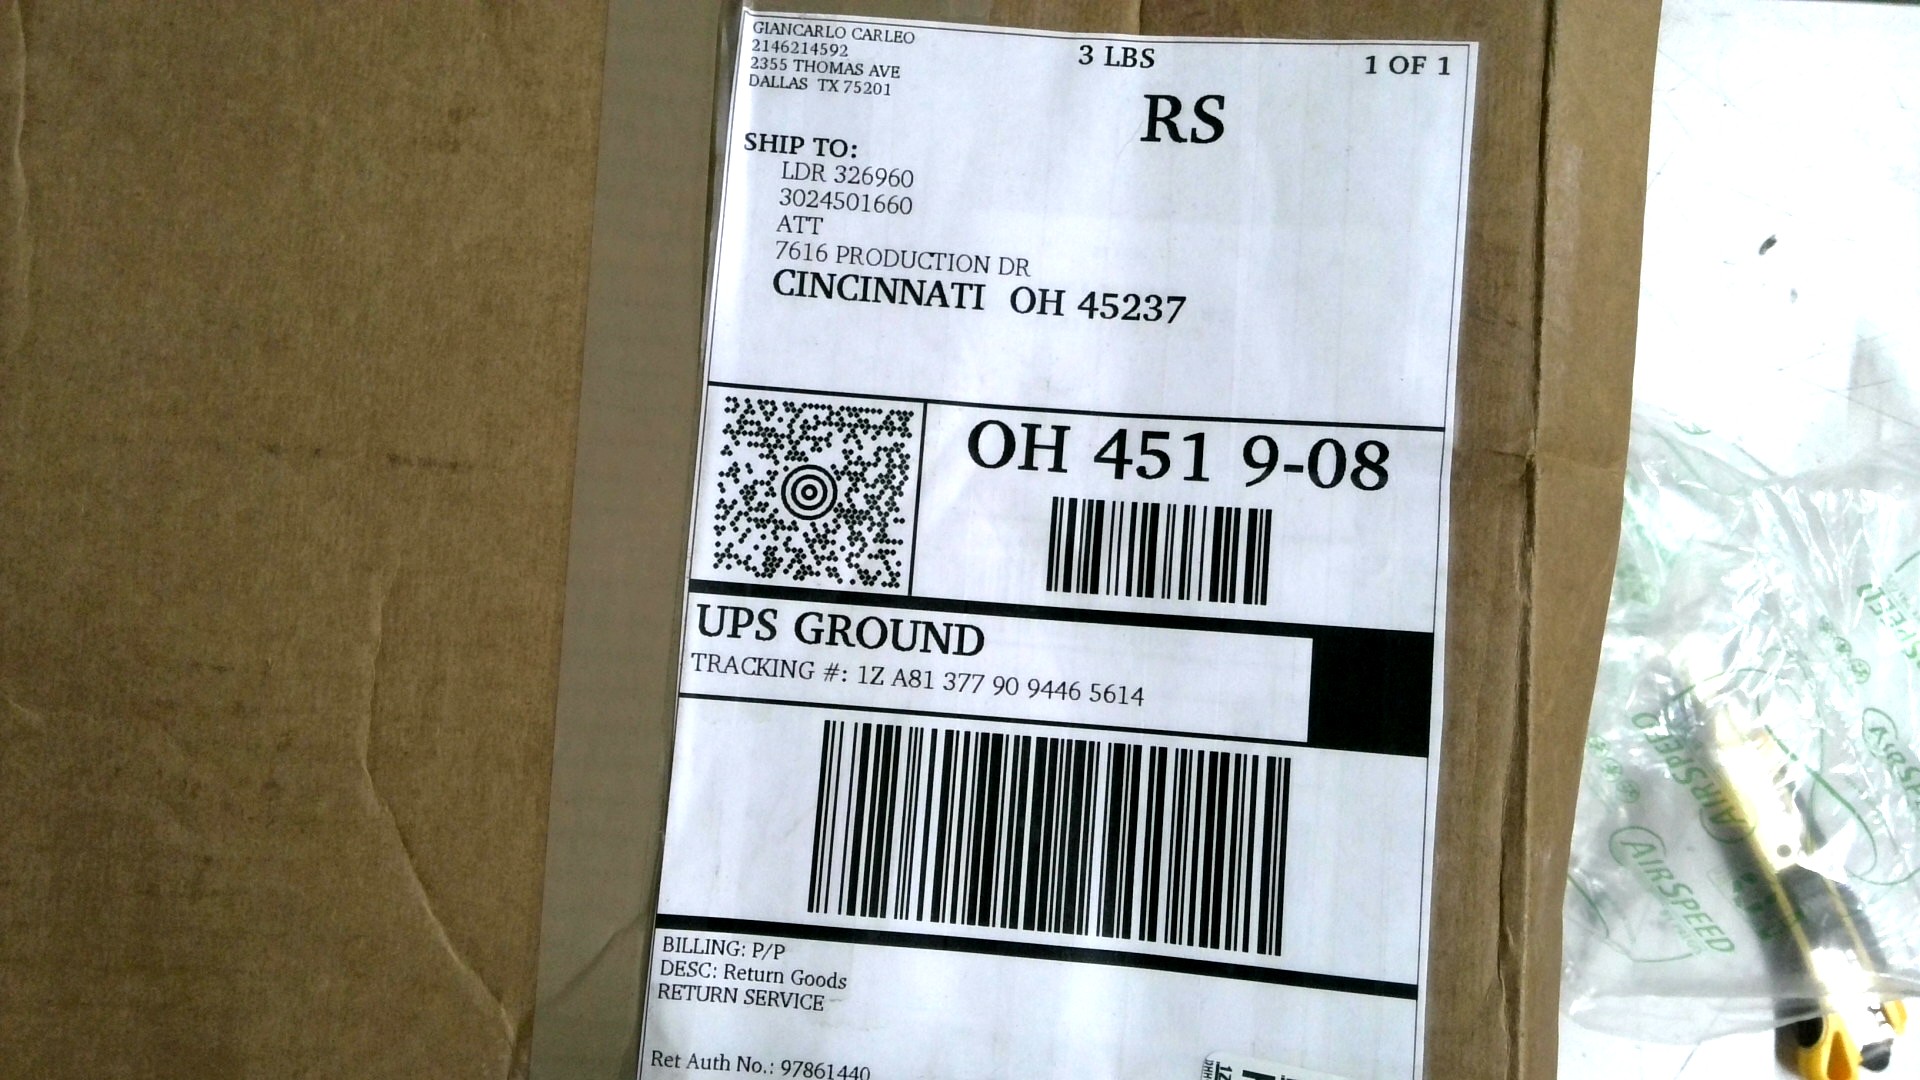 GIANCARLO CARLEO
2146214592
2355 THOMAS AVE
DALLAS TX 75201
3 LBS
1 OF 1
RS
SHIP TO:
LDR 326960
3024501660
ATT
7616 PRODUCTION DR
CINCINNATI OH 45237
OH 451 9-08
UPS GROUND
TRACKING #: 1Z A81 377 90 9446 5614
BILLING: P/P
DESC: Return Goods
RETURN SERVICE
Ret Auth No.: 97861440
AIRSPEED
AIRSPEED